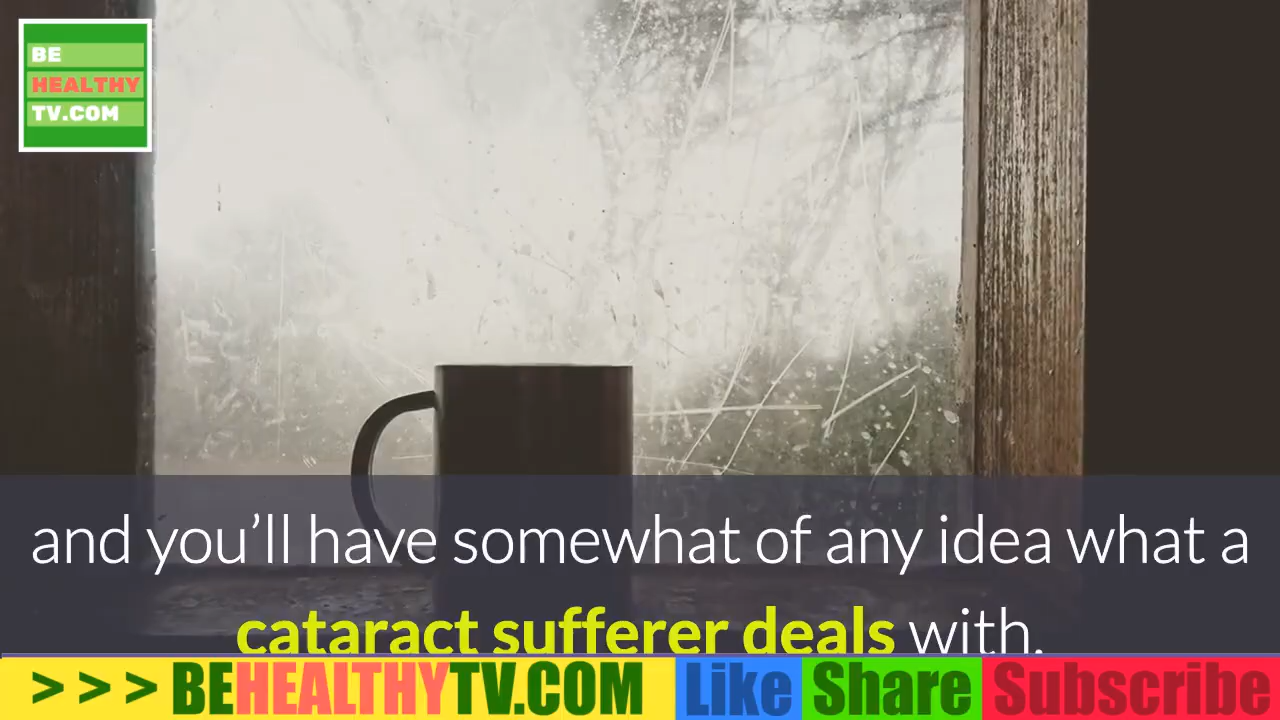 BE
HEALTHY
TV.COM
and you’ll have somewhat of any idea what a
cataract sufferer deals with.
> > > BEHEALTHYTV.COM Like Share Subscribe